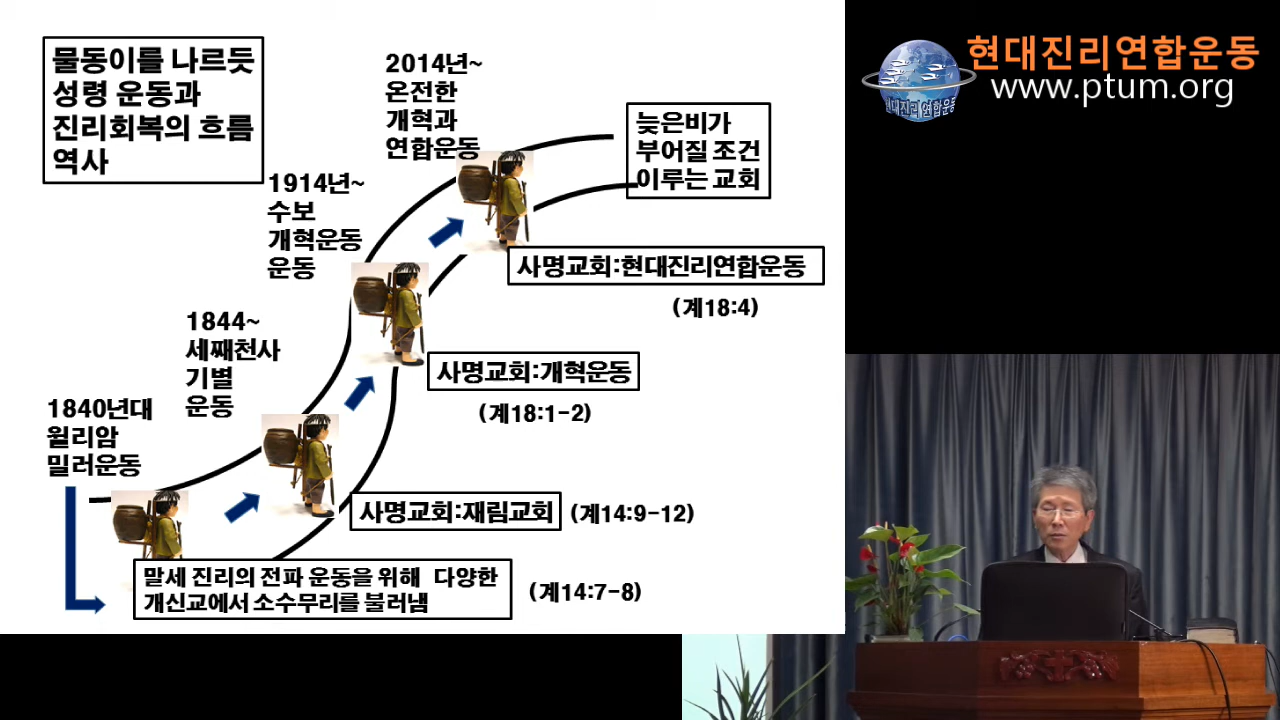 물동이를 나르듯
성령 운동과
진리회복의 흐름
역사
2014년~
온전한
개혁과
연합운동
늦은비가
부어질 조건
이루는 교회
1914년~
수보
개혁운동
운동
사명교회:현대진리연합운동
(계18:4)
1844~
세째천사
기별
운동
사명교회:개혁운동
(계18:1-2)
1840년대
윌리암
밀러운동
사명교회:재림교회 (계14:9-12)
말세 진리의 전파 운동을 위해 다양한
개신교에서 소수무리를 불러냄
(계14:7-8)
현대진리연합운동
www.ptum.org
현대진리연합운동